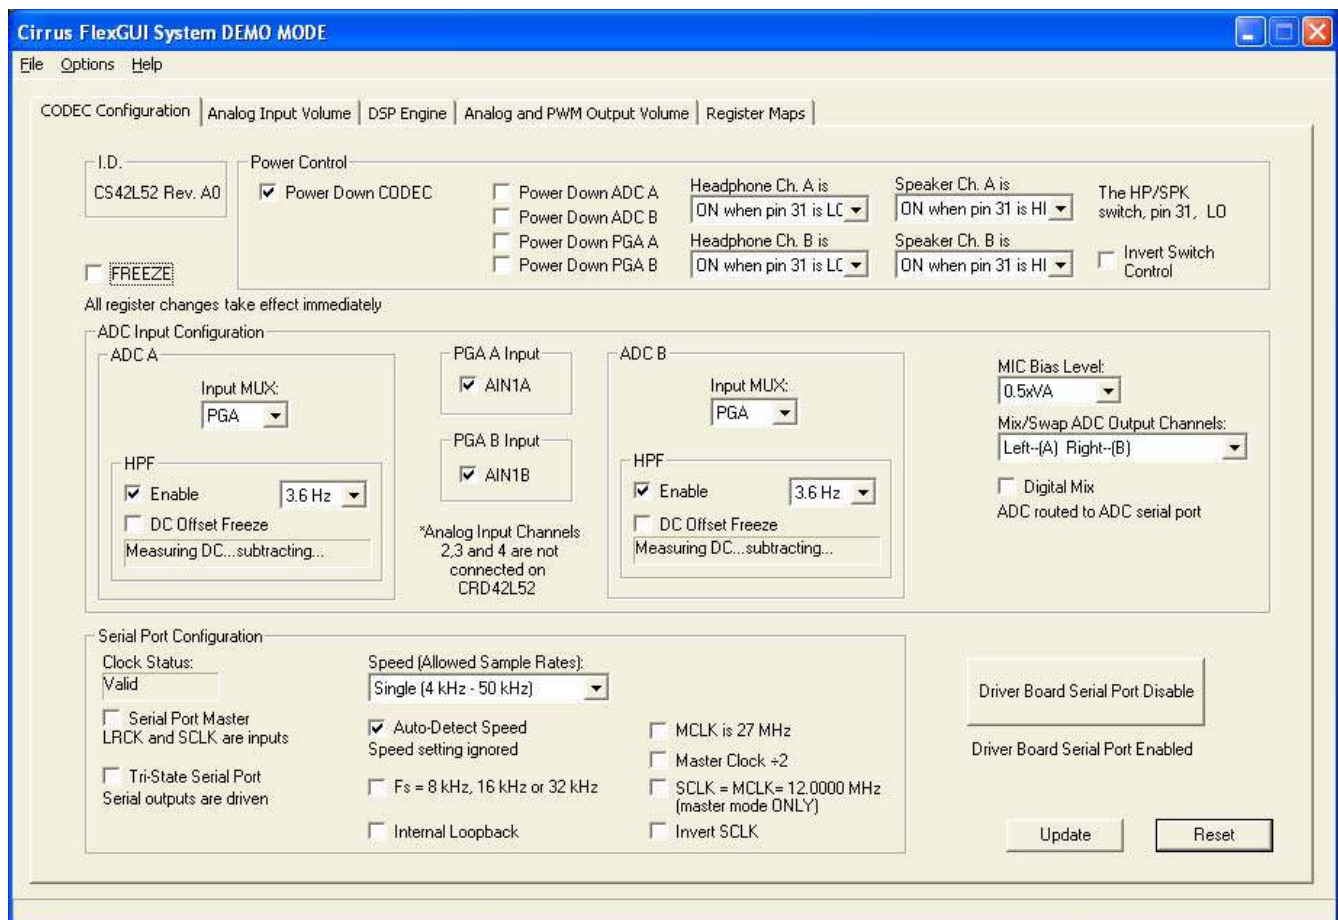 Cirrus FlexGUI System DEMO MODE
File Options Help
CODEC Configuration Analog Input Volume DSP Engine Analog and PWM Output Volume Register Maps
I.D.
CS42L52 Rev. A0
FREEZE
All register changes take effect immediately
Power Control
Power Down CODEC
Power Down ADC A
Power Down ADC B
Power Down PGA A
Power Down PGA B
Headphone Ch. A is
ON when pin 31 is LO
Headphone Ch. B is
ON when pin 31 is LO
Speaker Ch. A is
ON when pin 31 is HI
Speaker Ch. B is
ON when pin 31 is HI
The HP/SPK
switch, pin 31, LO
Invert Switch
Control
ADC Input Configuration
ADC A
Input MUX:
PGA
HPF
Enable 3.6 Hz
DC Offset Freeze
Measuring DC...subtracting...
PGA A Input
AIN1A
PGA B Input
AIN1B
*Analog Input Channels
2,3 and 4 are not
connected on
CRD42L52
ADC B
Input MUX:
PGA
HPF
Enable 3.6 Hz
DC Offset Freeze
Measuring DC...subtracting...
MIC Bias Level:
0.5xVA
Mix/Swap ADC Output Channels:
Left--(A) Right--(B)
Digital Mix
ADC routed to ADC serial port
Serial Port Configuration
Clock Status:
Valid
Serial Port Master
LRCK and SCLK are inputs
Tri-State Serial Port
Serial outputs are driven
Speed (Allowed Sample Rates):
Single (4 kHz - 50 kHz)
Auto-Detect Speed
Speed setting ignored
Fs = 8 kHz, 16 kHz or 32 kHz
Internal Loopback
MCLK is 27 MHz
Master Clock ÷2
SCLK = MCLK= 12.0000 MHz
(master mode ONLY)
Invert SCLK
Driver Board Serial Port Disable
Driver Board Serial Port Enabled
Update Reset